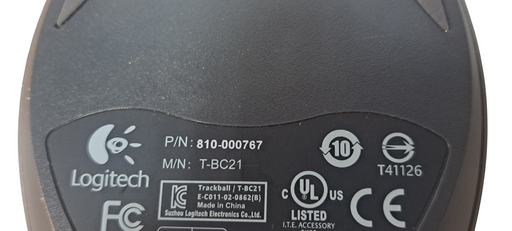 P/N: 810-000767
M/N: T-BC21
Logitech
10
T41126
Trackball / T-BC21
E-C011-02-0862(B)
Made in China
Suzhou Logitech Electronics Co.,Ltd.
c UL US
LISTED
I.T.E. ACCESSORY
CE
FC